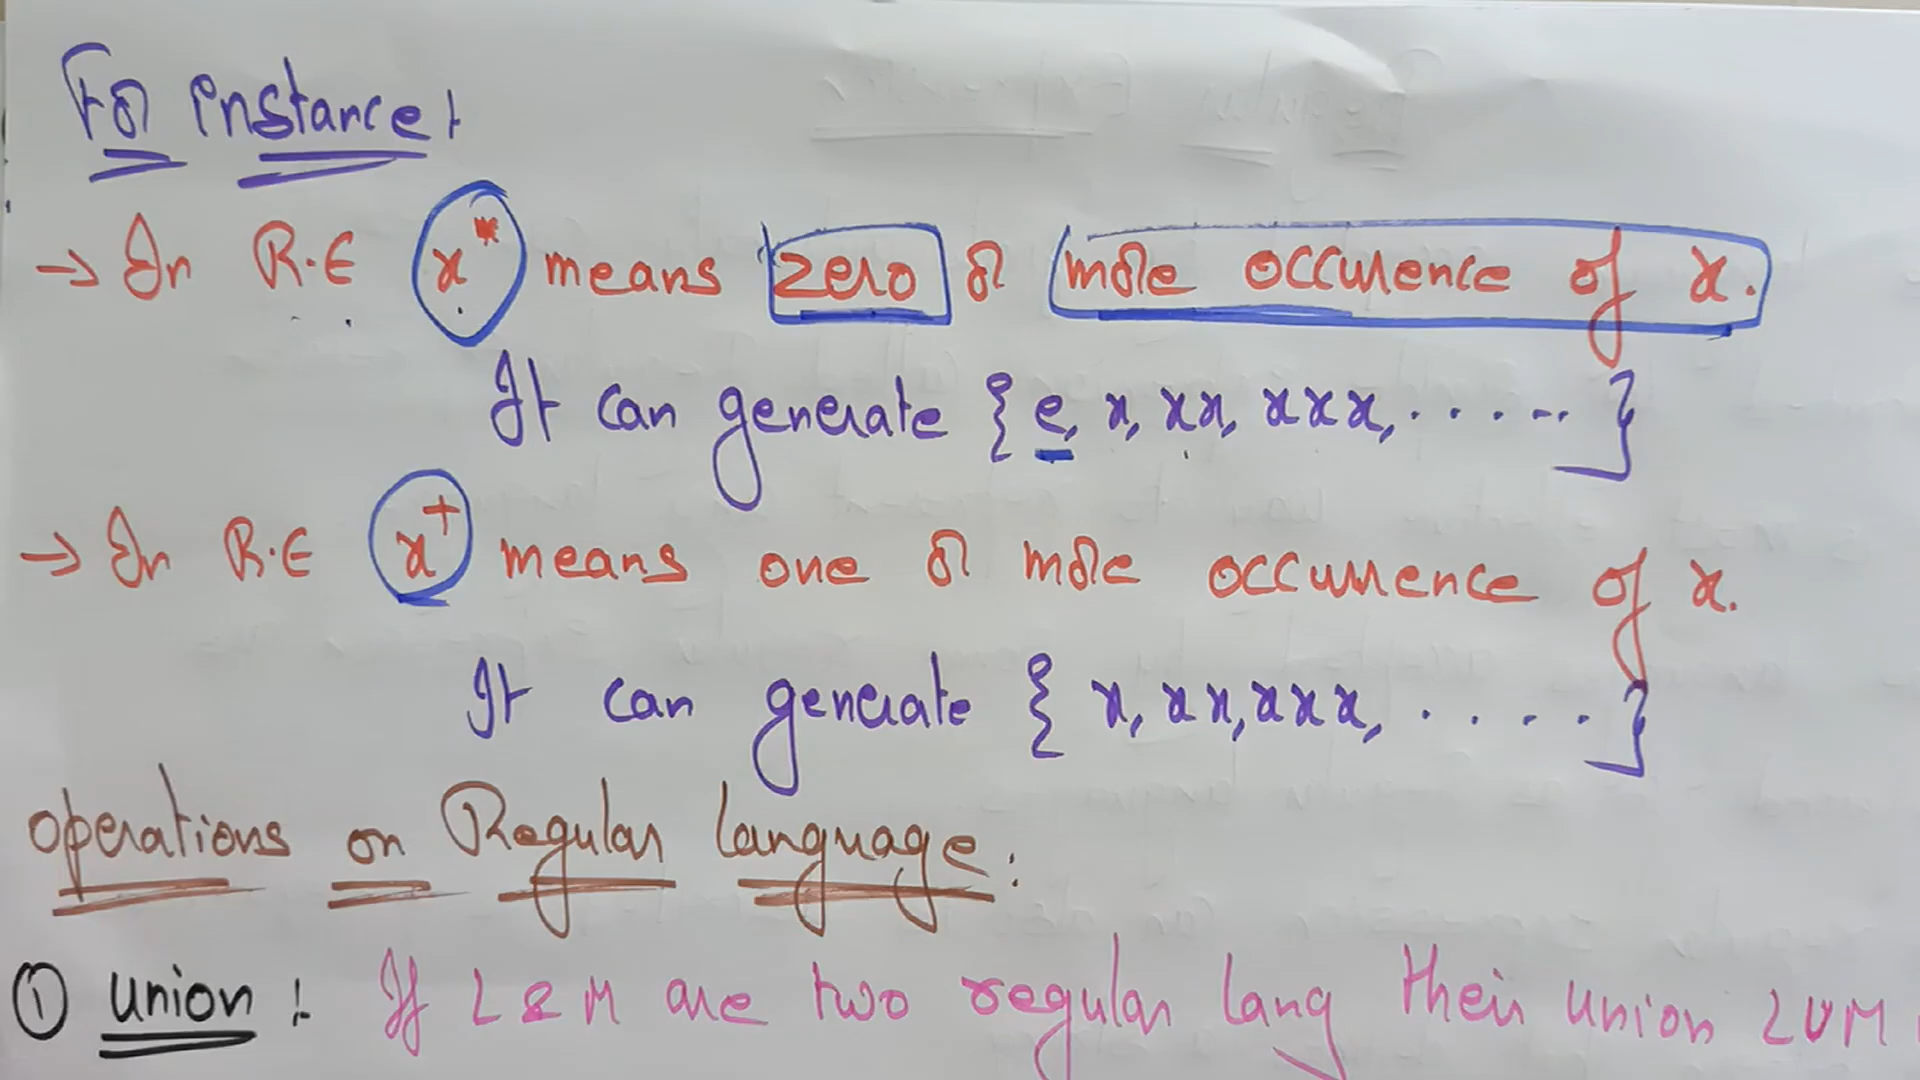 For instance:
→ In R.E x* means zero or more occurence of x.
It can generate {e, x, xx, xxx, ......}
→ In R.E x⁺ means one or more occurrence of x.
It can generate { x, xx, xxx, .....}
operations on Regular language:
① union : If L & M are two regular lang their union L∪M